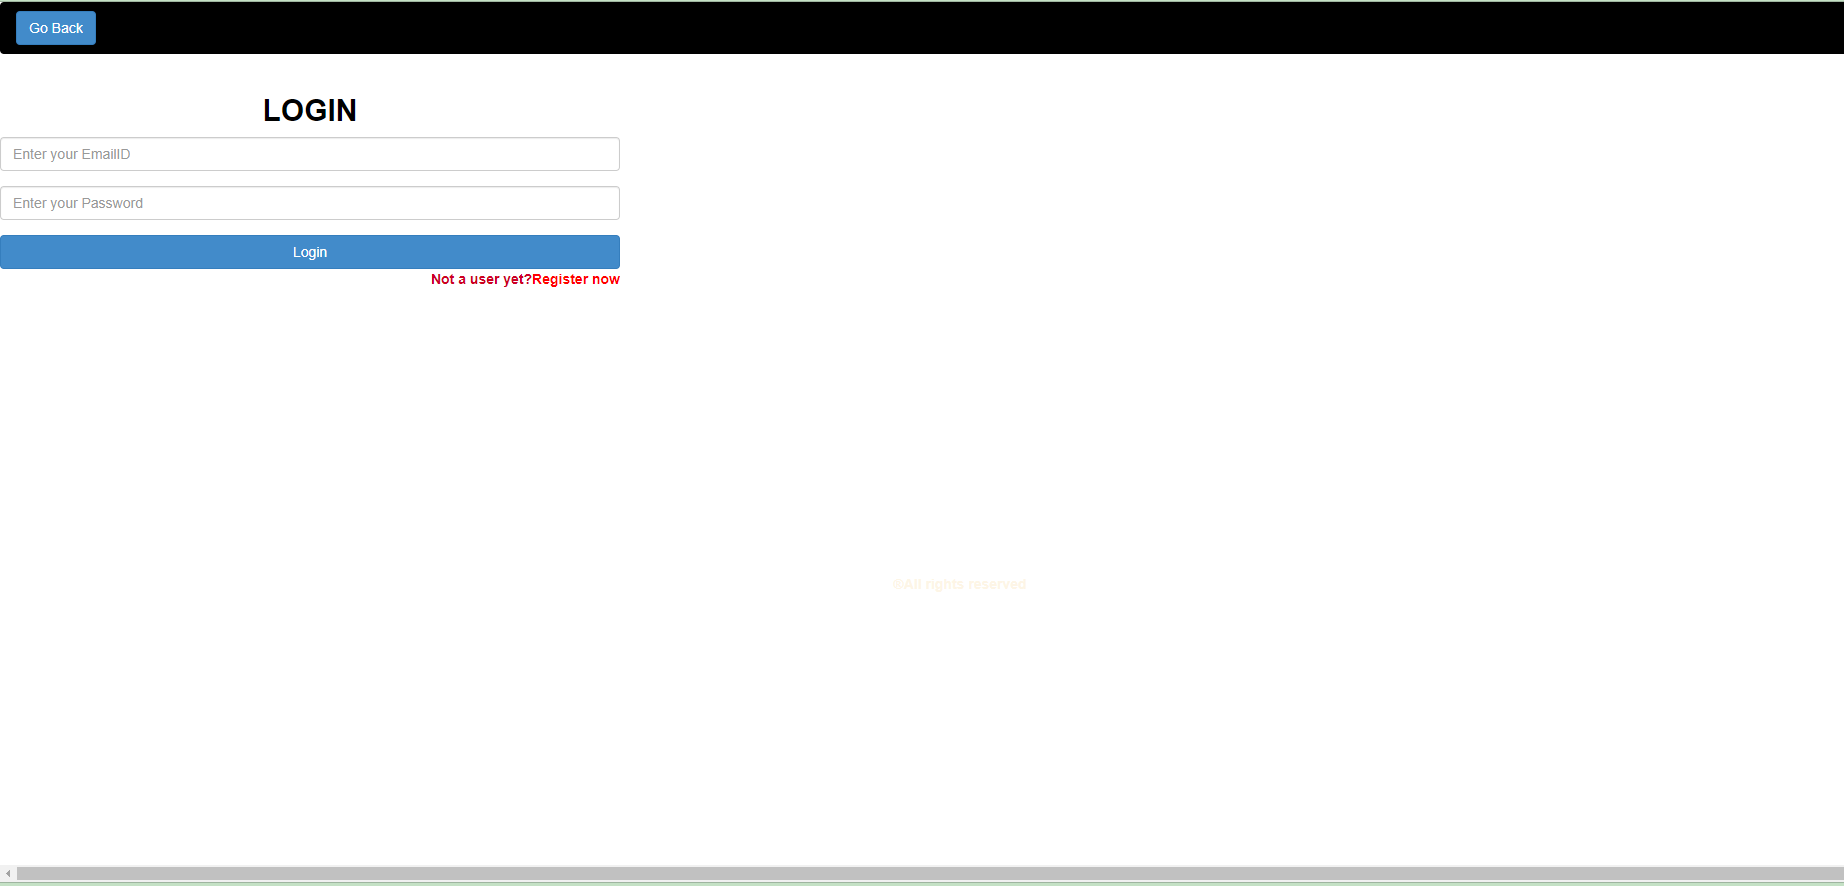 Go Back
LOGIN
Enter your EmailID
Enter your Password
Login
Not a user yet?Register now
®All rights reserved